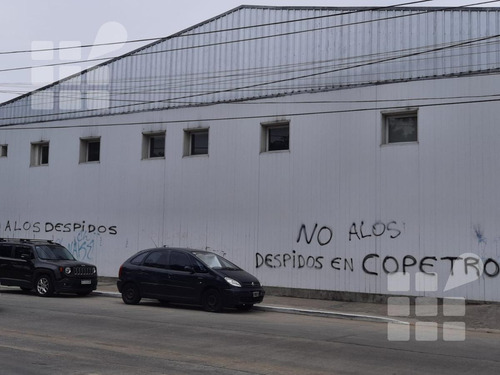 A LOS DESPIDOS
NO ALOS
DESPIDOS EN COPETRO